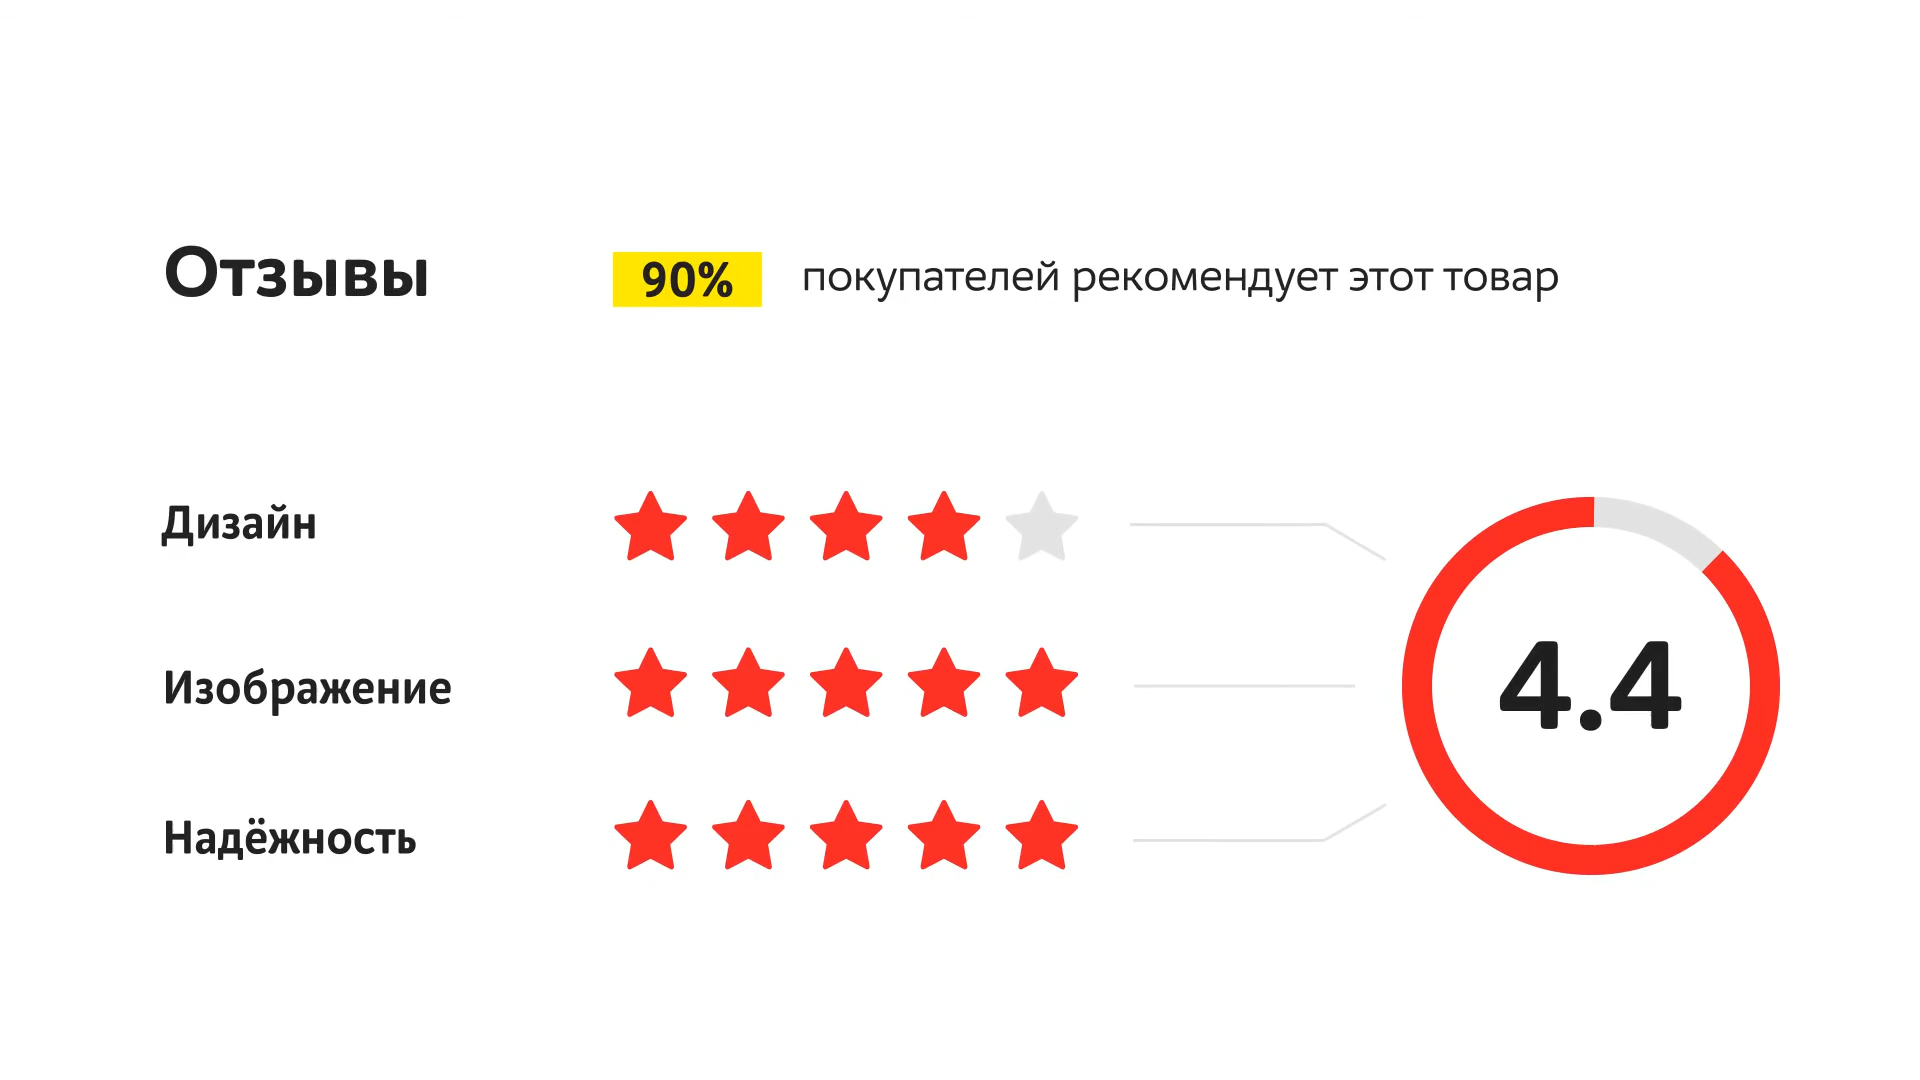 Отзывы
90% покупателей рекомендует этот товар
Дизайн
Изображение
4.4
Надёжность